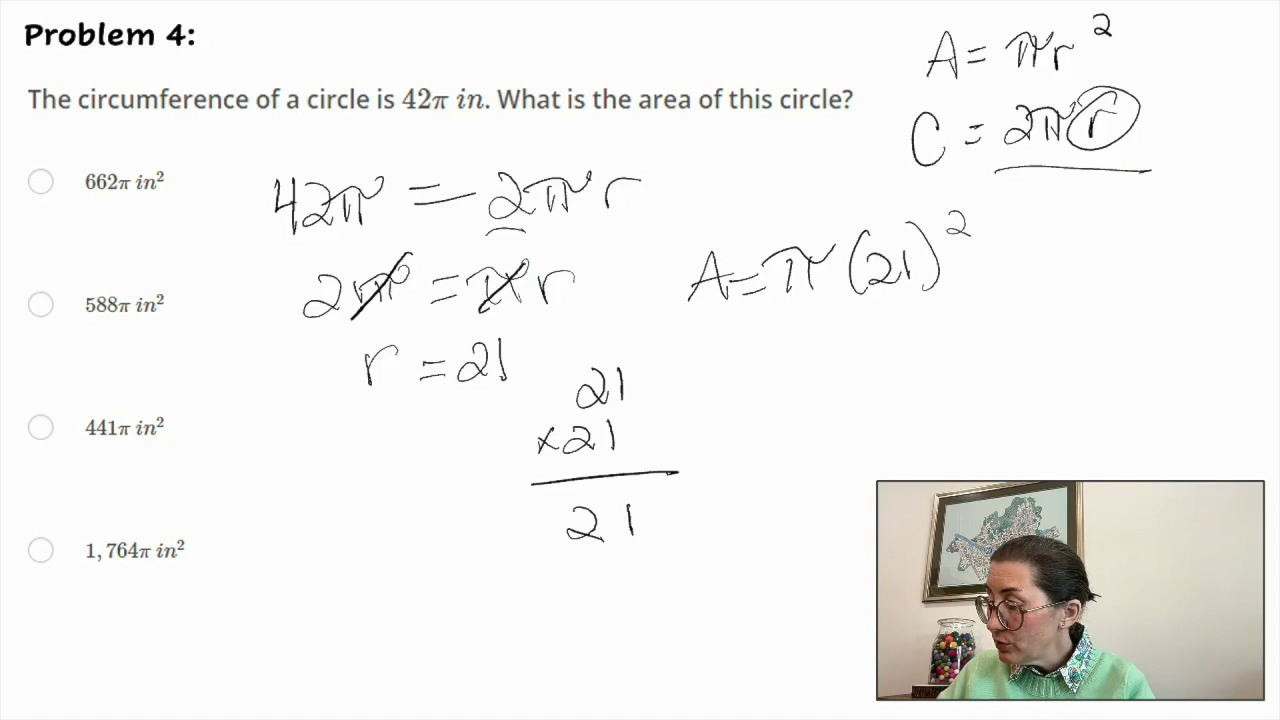 Problem 4:
The circumference of a circle is 42π in. What is the area of this circle?
662π in²
588π in²
441π in²
1,764π in²
A = πr²
C = 2πr
42π = 2πr
2π = πr
r = 21
A = π(21)²
21
×21
21